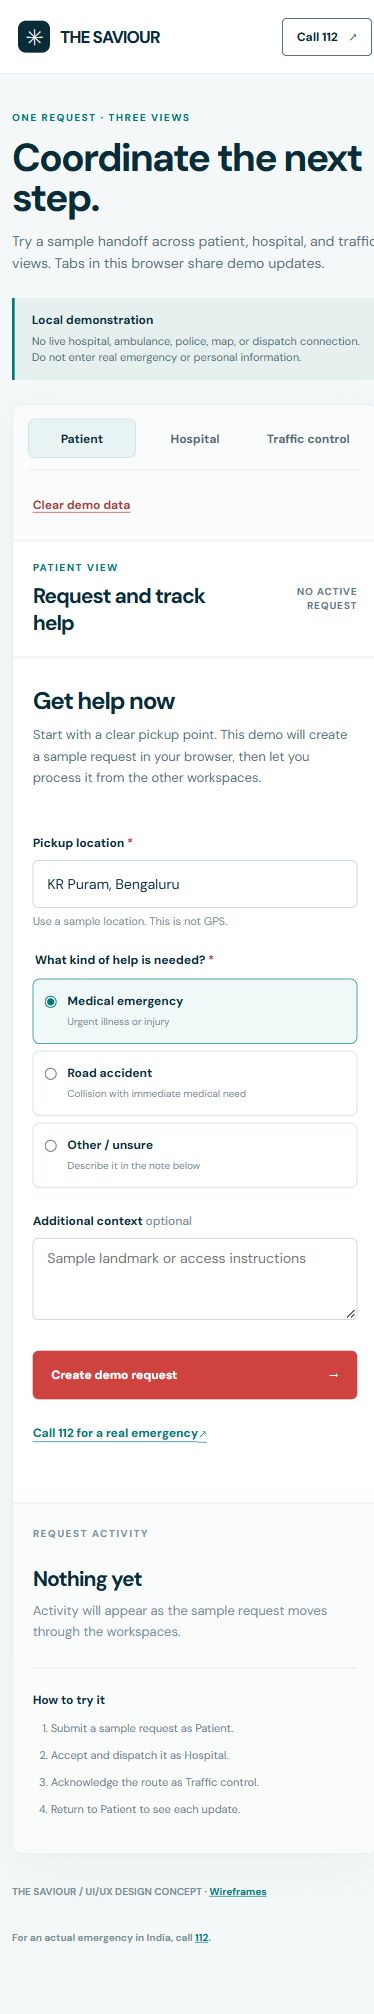 THE SAVIOUR
Call 112 ↗
ONE REQUEST · THREE VIEWS
Coordinate the next
step.
Try a sample handoff across patient, hospital, and traffic
views. Tabs in this browser share demo updates.
Local demonstration
No live hospital, ambulance, police, map, or dispatch connection.
Do not enter real emergency or personal information.
Patient Hospital Traffic control
Clear demo data
PATIENT VIEW
Request and track
help
NO ACTIVE
REQUEST
Get help now
Start with a clear pickup point. This demo will create
a sample request in your browser, then let you
process it from the other workspaces.
Pickup location *
KR Puram, Bengaluru
Use a sample location. This is not GPS.
What kind of help is needed? *
Medical emergency
Urgent illness or injury
Road accident
Collision with immediate medical need
Other / unsure
Describe it in the note below
Additional context optional
Sample landmark or access instructions
Create demo request →
Call 112 for a real emergency↗
REQUEST ACTIVITY
Nothing yet
Activity will appear as the sample request moves
through the workspaces.
How to try it
1. Submit a sample request as Patient.
2. Accept and dispatch it as Hospital.
3. Acknowledge the route as Traffic control.
4. Return to Patient to see each update.
THE SAVIOUR / UI/UX DESIGN CONCEPT · Wireframes
For an actual emergency in India, call 112.